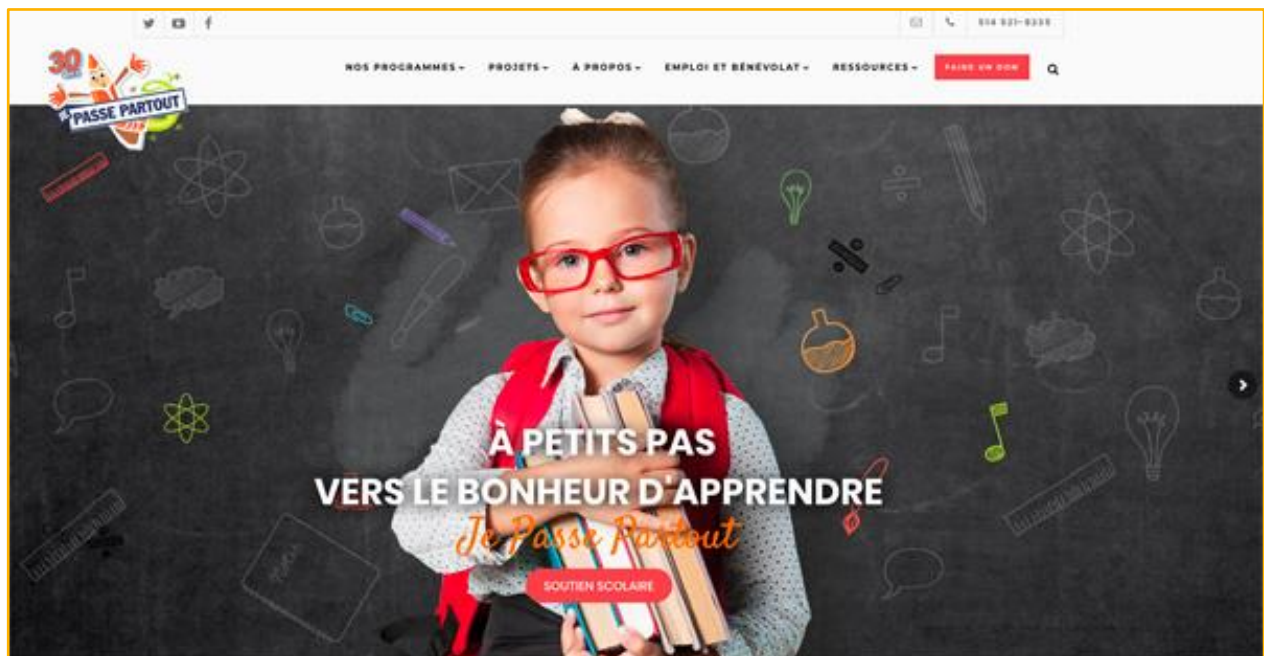 30
JE PASSE PARTOUT
NOS PROGRAMMES
PROJETS
À PROPOS
EMPLOI ET BÉNÉVOLAT
RESSOURCES
FAIRE UN DON
À PETITS PAS
VERS LE BONHEUR D'APPRENDRE
Je Passe Partout
SOUTIEN SCOLAIRE